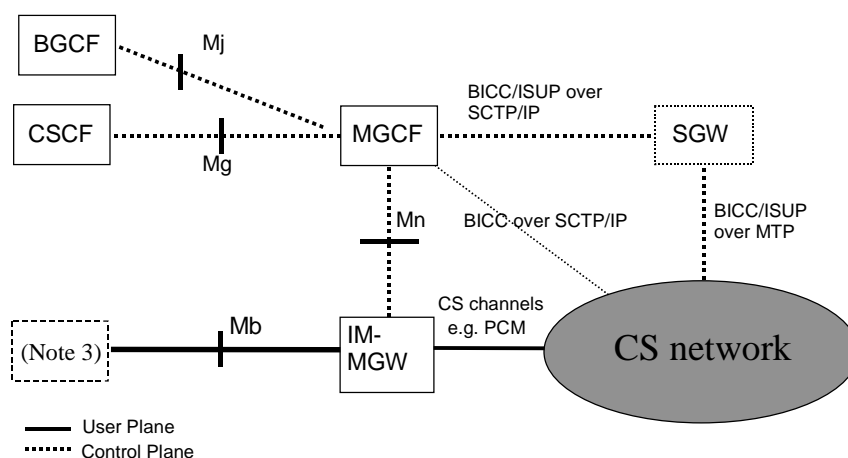 BGCF
Mj
BICC/ISUP over
SCTP/IP
CSCF
Mg
MGCF
SGW
Mn
BICC over SCTP/IP
BICC/ISUP
over MTP
(Note 3)
Mb
IM-
MGW
CS channels
e.g. PCM
CS network
User Plane
Control Plane